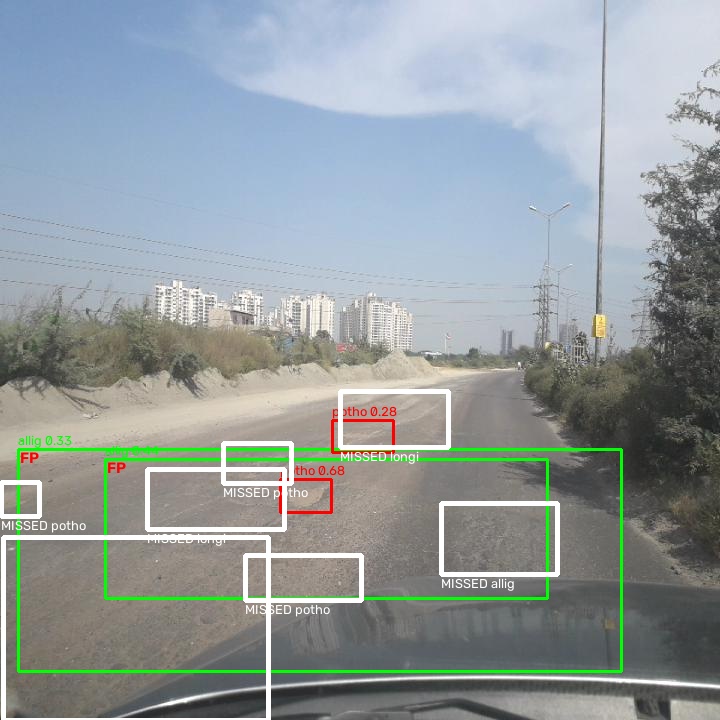 potho 0.28
allig 0.33
FP
MISSED longi
FP
potho 0.68
MISSED potho
MISSED potho
MISSED longi
MISSED allig
MISSED potho